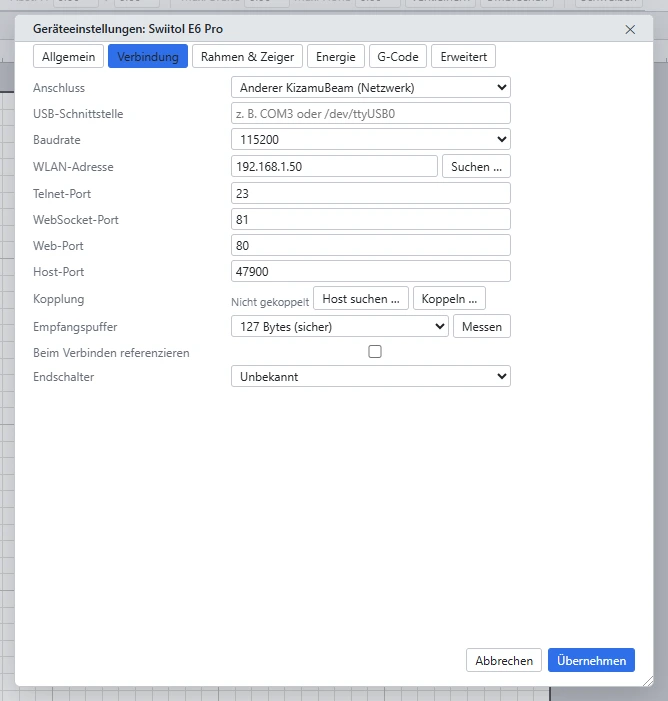 Geräteeinstellungen: Swiitol E6 Pro
Allgemein Verbindung Rahmen & Zeiger Energie G-Code Erweitert
Anschluss Anderer KizamuBeam (Netzwerk)
USB-Schnittstelle z. B. COM3 oder /dev/ttyUSB0
Baudrate 115200
WLAN-Adresse 192.168.1.50 Suchen ...
Telnet-Port 23
WebSocket-Port 81
Web-Port 80
Host-Port 47900
Kopplung Nicht gekoppelt Host suchen ... Koppeln ...
Empfangspuffer 127 Bytes (sicher) Messen
Beim Verbinden referenzieren
Endschalter Unbekannt
Abbrechen Übernehmen